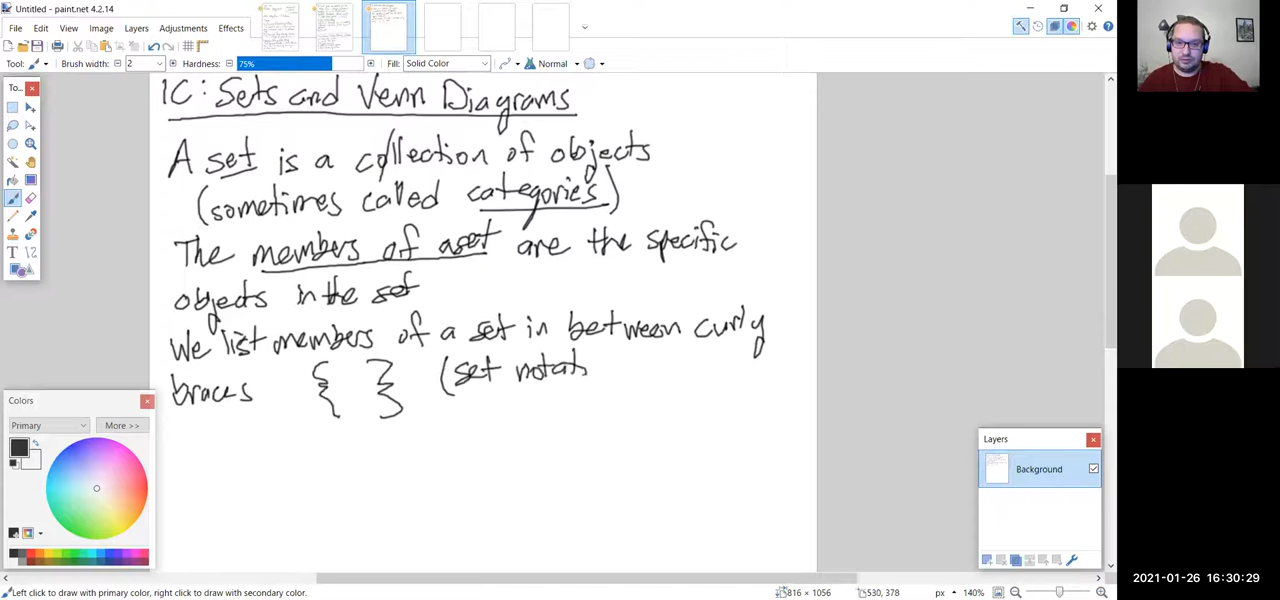 Untitled - paint.net 4.2.14
File Edit View Image Layers Adjustments Effects
Tool: Brush width: 2 Hardness: 75% Fill: Solid Color Normal
To...
1C: Sets and Venn Diagrams
A set is a collection of objects
(sometimes called categories)
The members of a set are the specific
objects in the set
We list members of a set in between curly
braces { } (set notati
Colors
Primary More >>
Layers
Background
Left click to draw with primary color, right click to draw with secondary color.
816 x 1056 530, 378 px 140%
2021-01-26 16:30:29